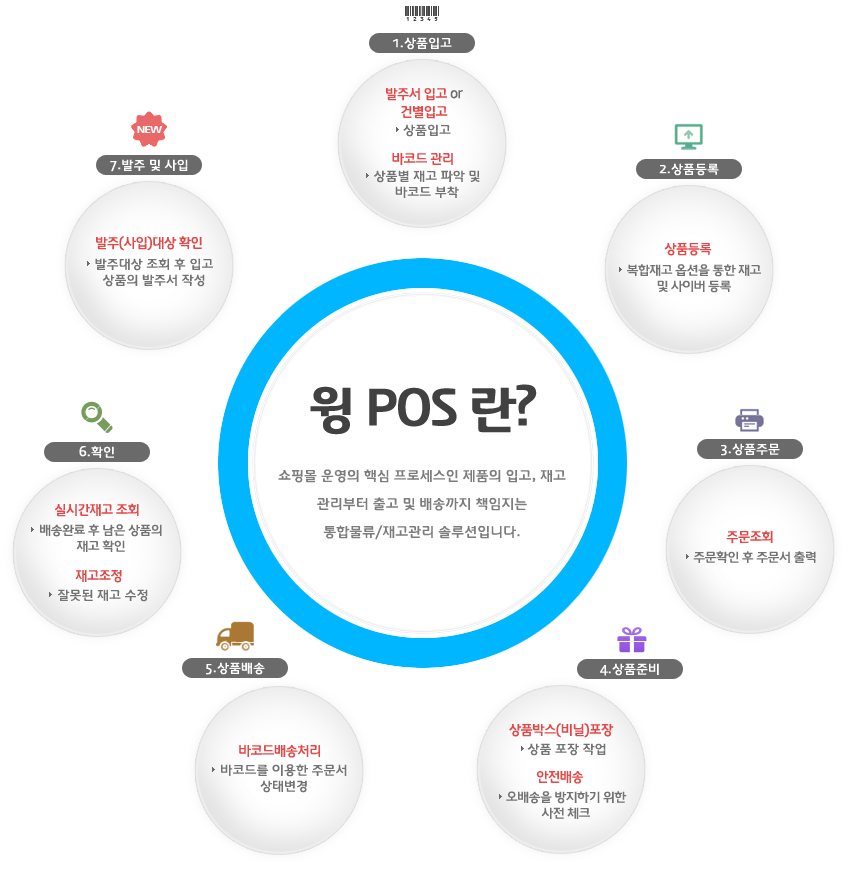 12345
1.상품입고
발주서 입고 or
건별입고
상품입고
바코드 관리
상품별 재고 파악 및
바코드 부착
2.상품등록
상품등록
복합재고 옵션을 통한 재고
및 사이버 등록
3.상품주문
주문조회
주문확인 후 주문서 출력
4.상품준비
상품박스(비닐)포장
상품 포장 작업
안전배송
오배송을 방지하기 위한
사전 체크
5.상품배송
바코드배송처리
바코드를 이용한 주문서
상태변경
6.확인
실시간재고 조회
배송완료 후 남은 상품의
재고 확인
재고조정
잘못된 재고 수정
NEW
7.발주 및 사입
발주(사입)대상 확인
발주대상 조회 후 입고
상품의 발주서 작성
윙 POS 란?
쇼핑몰 운영의 핵심 프로세스인 제품의 입고, 재고
관리부터 출고 및 배송까지 책임지는
통합물류/재고관리 솔루션입니다.